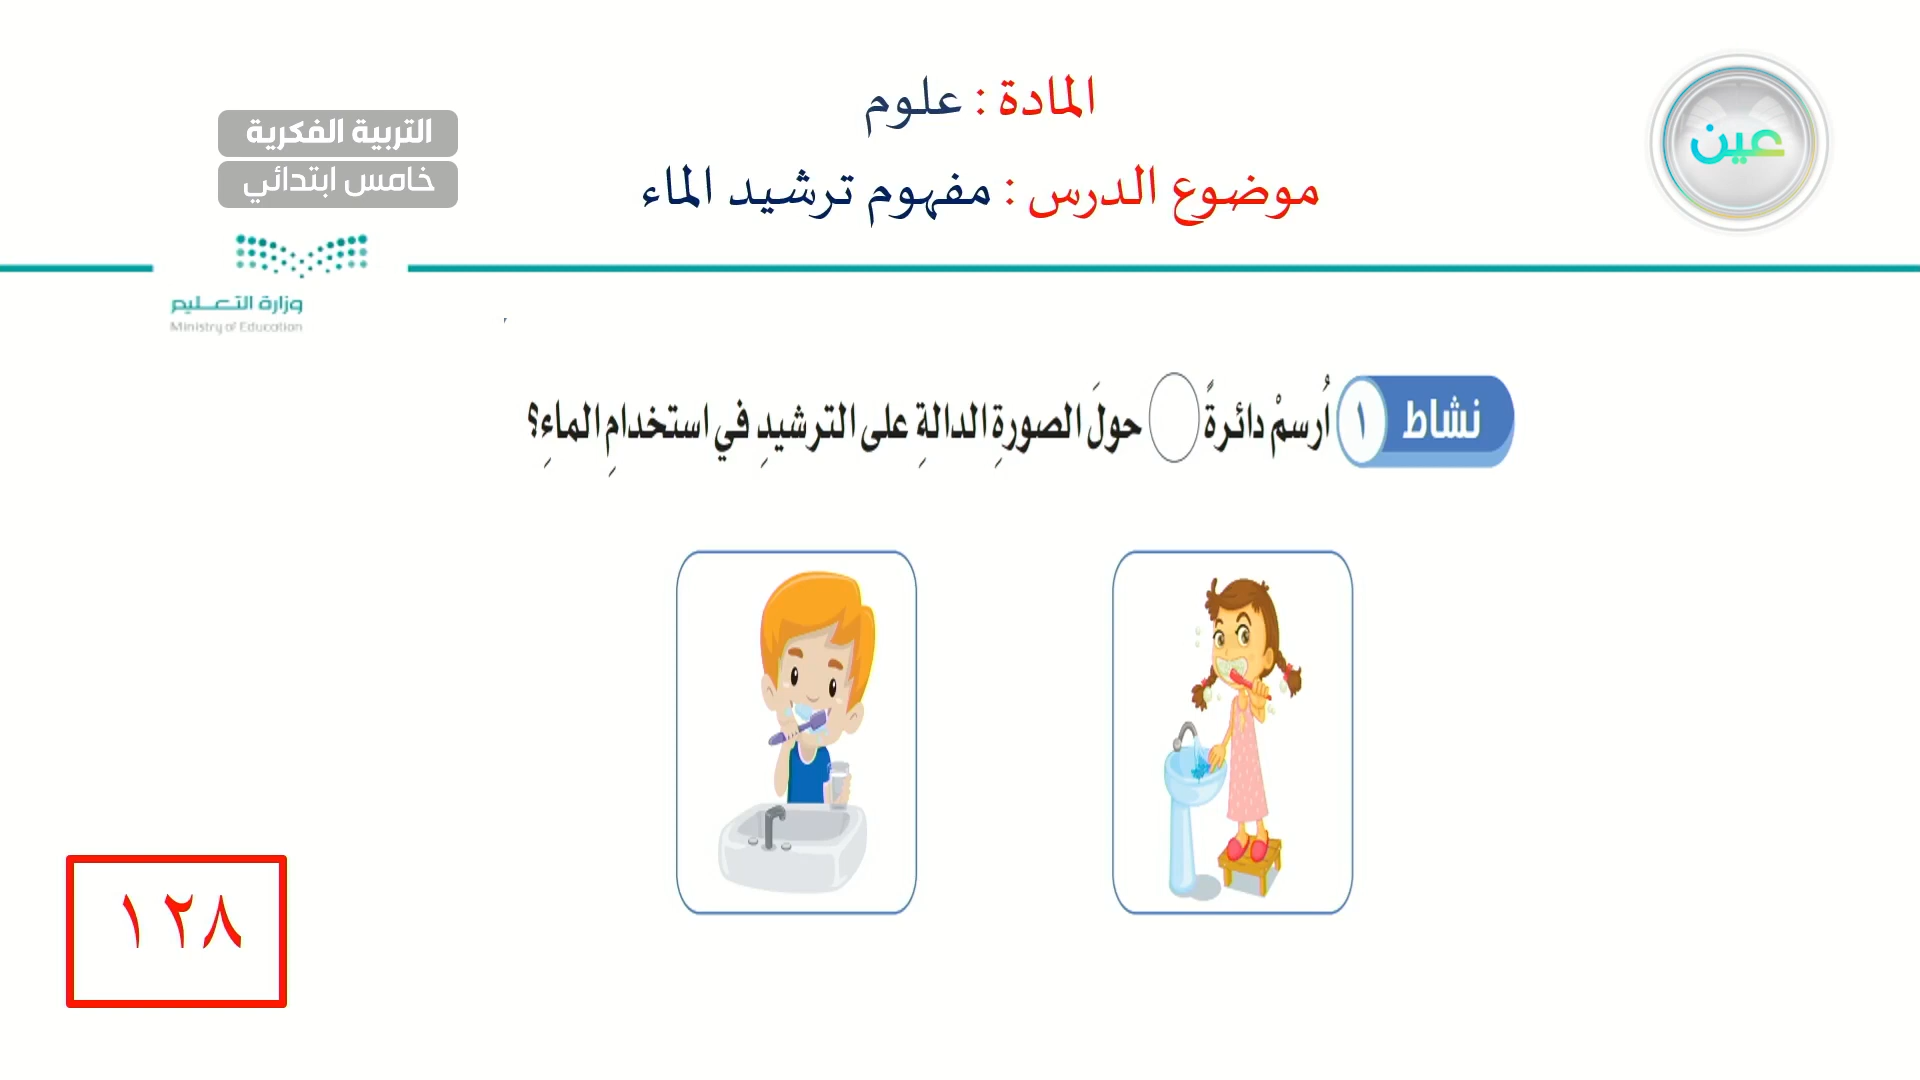 المادة : علوم
موضوع الدرس : مفهوم ترشيد الماء
عين
التربية الفكرية
خامس ابتدائي
وزارة التعليم
Ministry of Education
نشاط ١ أُرسمْ دائرةً حولَ الصورةِ الدالةِ على الترشيدِ في استخدامِ الماءِ؟
١٢٨